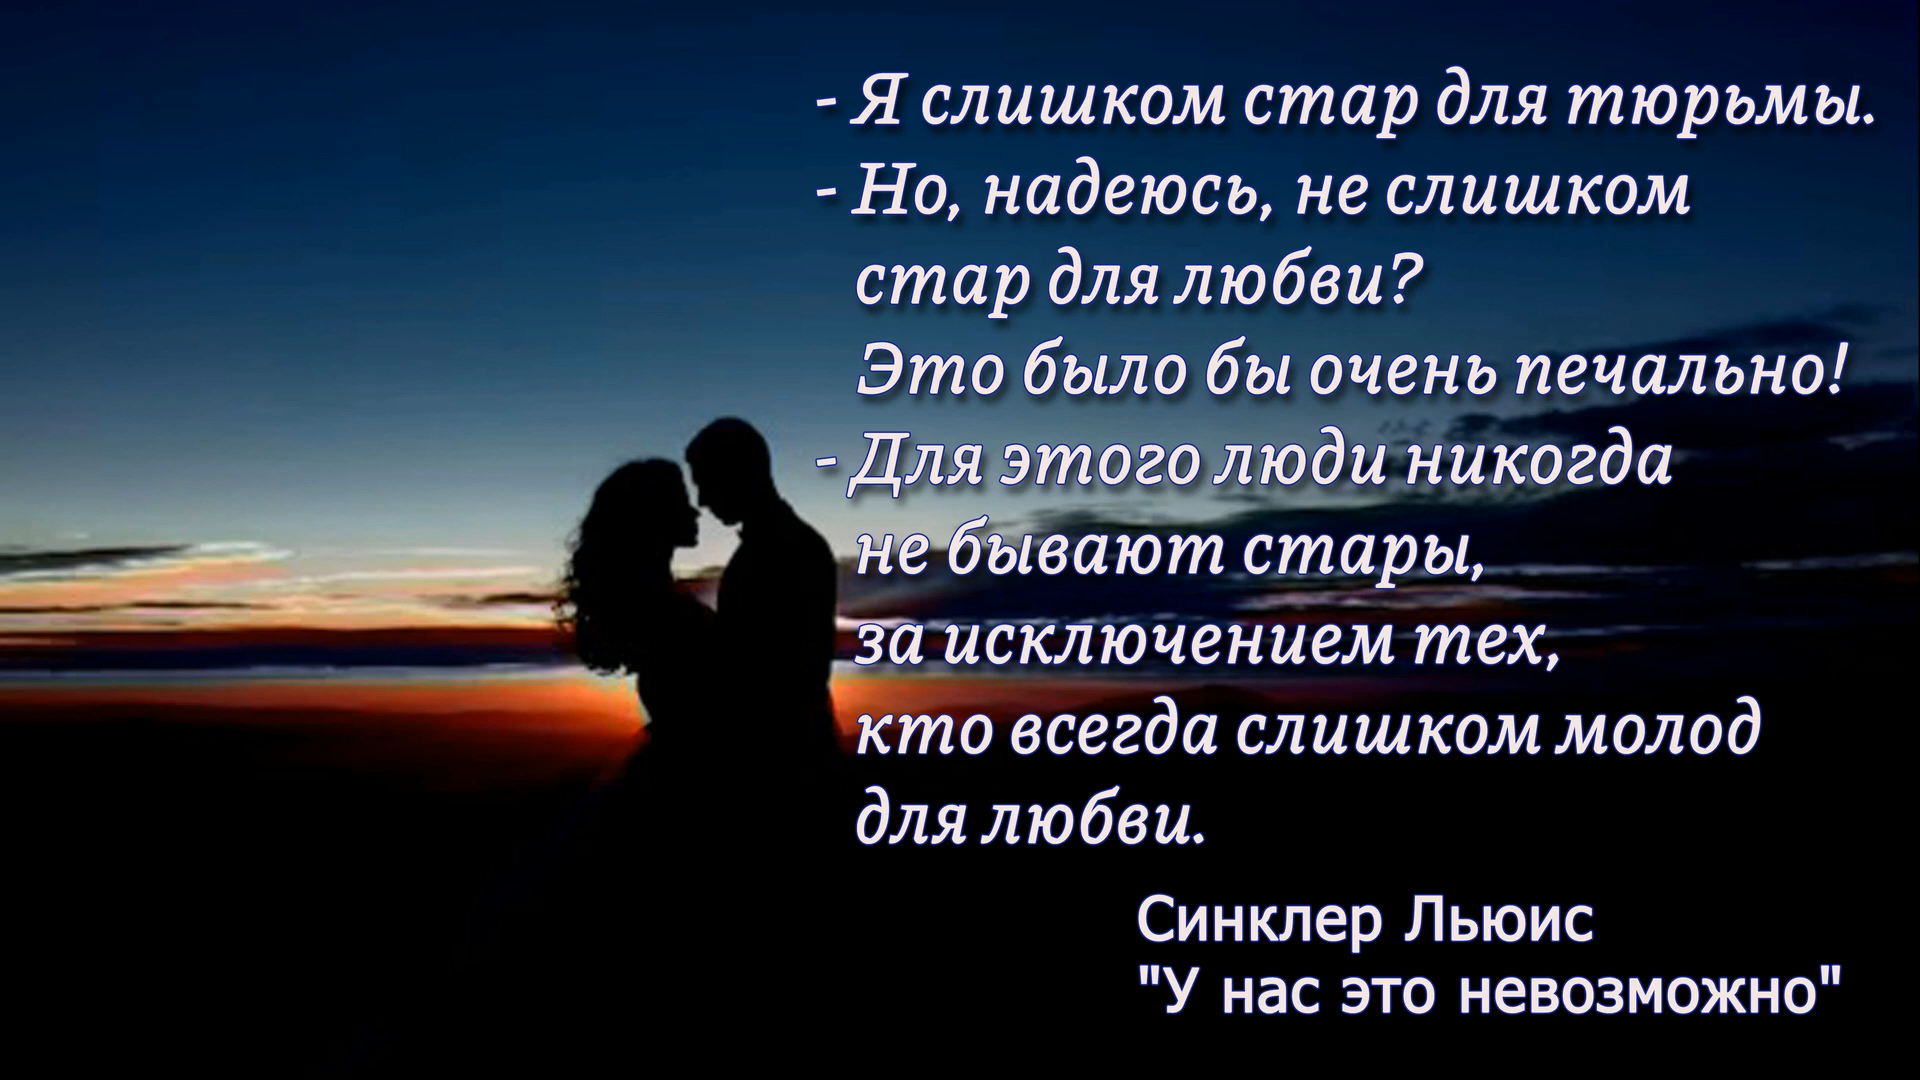 - Я слишком стар для тюрьмы.
- Но, надеюсь, не слишком
стар для любви?
Это было бы очень печально!
- Для этого люди никогда
не бывают стары,
за исключением тех,
кто всегда слишком молод
для любви.
Синклер Льюис
"У нас это невозможно"